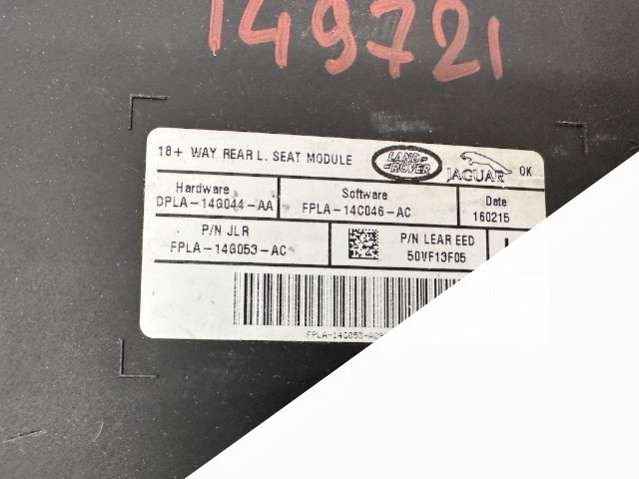 149721
18+ WAY REAR L. SEAT MODULE
LAND-
ROVER
JAGUAR
OK
Hardware
DPLA-14G044-AA
Software
FPLA-14C046-AC
Date
160215
P/N JLR
FPLA-14G053-AC
P/N LEAR EED
50VF13F05